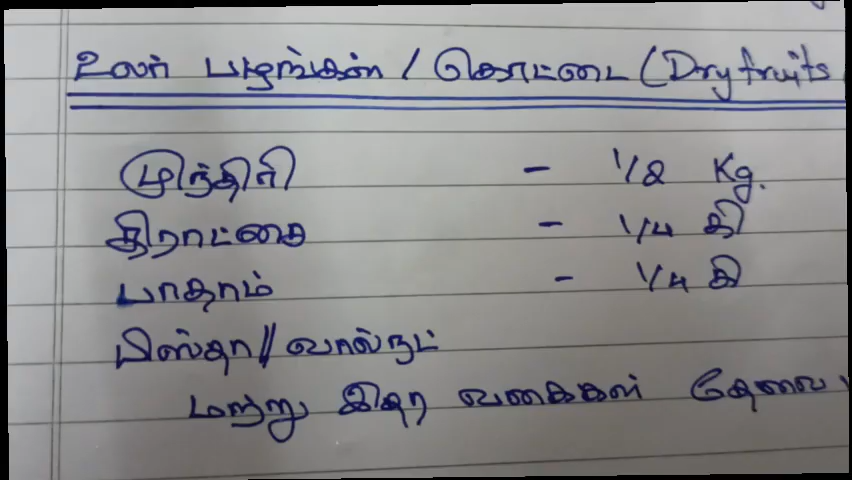 உலர் பழங்கள் / கொட்டை (Dry fruits
முந்திரி - 1/2 Kg.
திராட்சை - 1/4 கி
பாதாம் - 1/4 கி
பிஸ்தா // வால்நட்
மற்று இதர வகைகள் தேவை